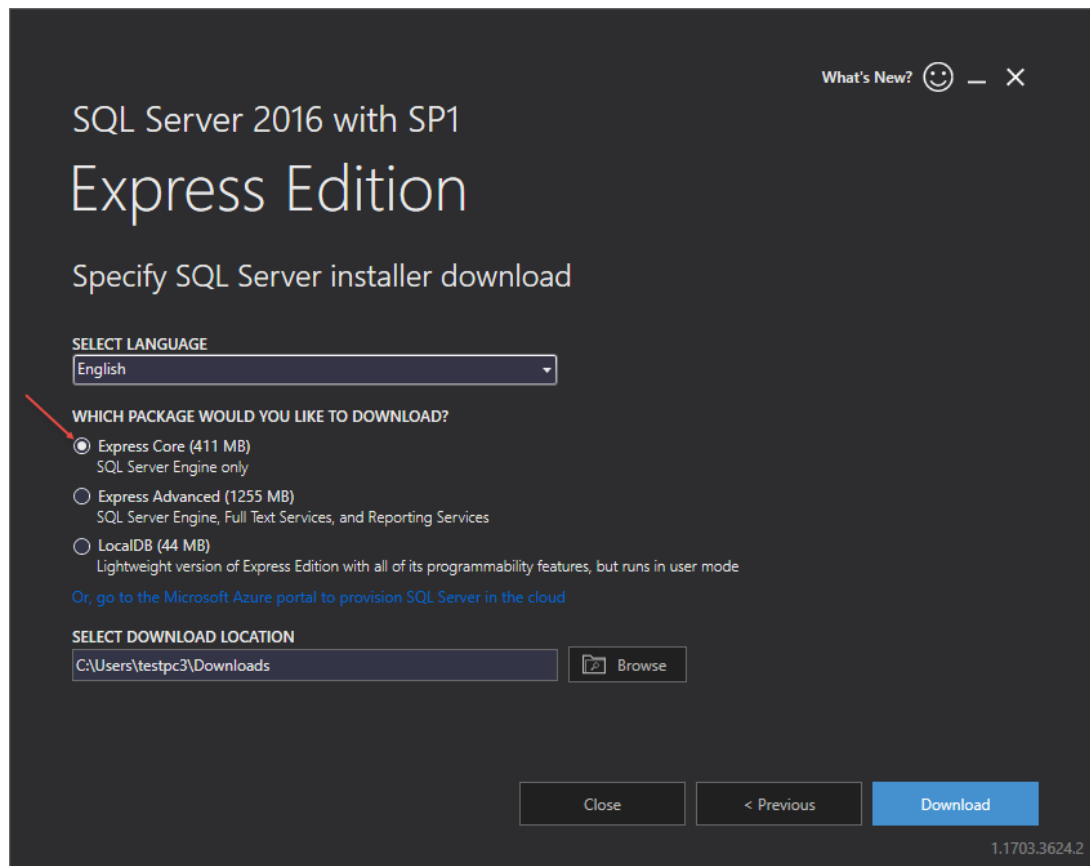 What's New?
SQL Server 2016 with SP1
Express Edition
Specify SQL Server installer download
SELECT LANGUAGE
English
WHICH PACKAGE WOULD YOU LIKE TO DOWNLOAD?
Express Core (411 MB)
SQL Server Engine only
Express Advanced (1255 MB)
SQL Server Engine, Full Text Services, and Reporting Services
LocalDB (44 MB)
Lightweight version of Express Edition with all of its programmability features, but runs in user mode
Or, go to the Microsoft Azure portal to provision SQL Server in the cloud
SELECT DOWNLOAD LOCATION
C:\Users\testpc3\Downloads
Browse
Close
< Previous
Download
1.1703.3624.2